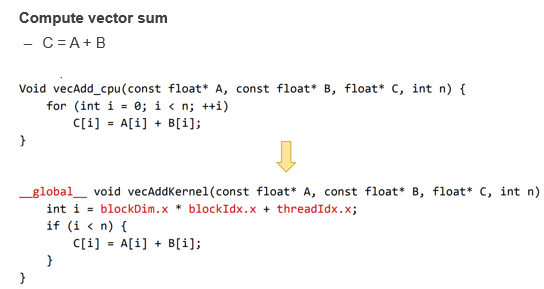 Compute vector sum
– C = A + B
Void vecAdd_cpu(const float* A, const float* B, float* C, int n) {
    for (int i = 0; i < n; ++i)
        C[i] = A[i] + B[i];
}
__global__ void vecAddKernel(const float* A, const float* B, float* C, int n)
    int i = blockDim.x * blockIdx.x + threadIdx.x;
    if (i < n) {
        C[i] = A[i] + B[i];
    }
}